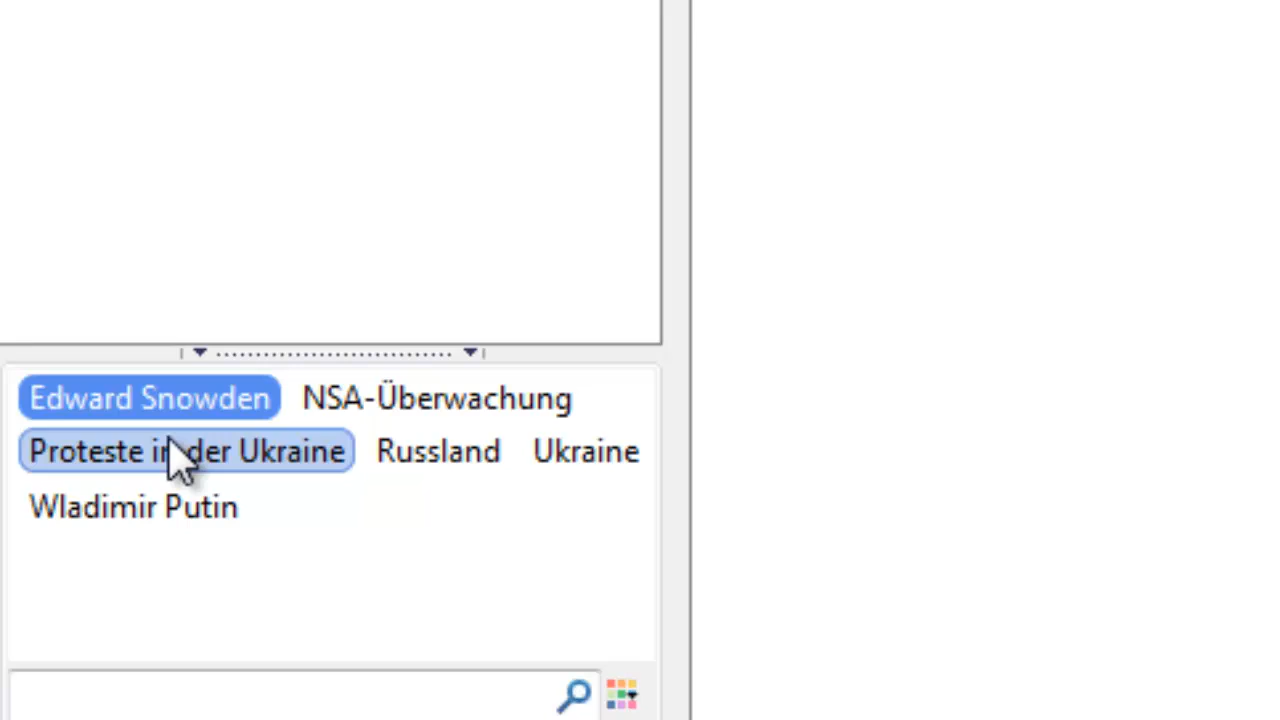 Edward Snowden NSA-Überwachung
Proteste in der Ukraine Russland Ukraine
Wladimir Putin